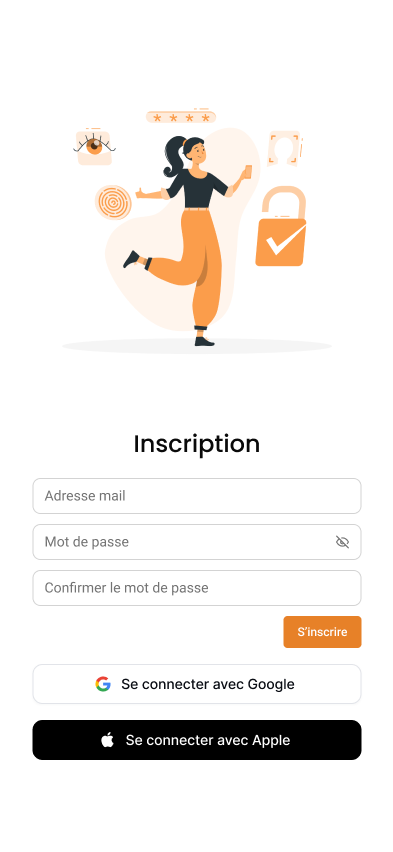 * * * *
Inscription
Adresse mail
Mot de passe
Confirmer le mot de passe
S'inscrire
Se connecter avec Google
Se connecter avec Apple